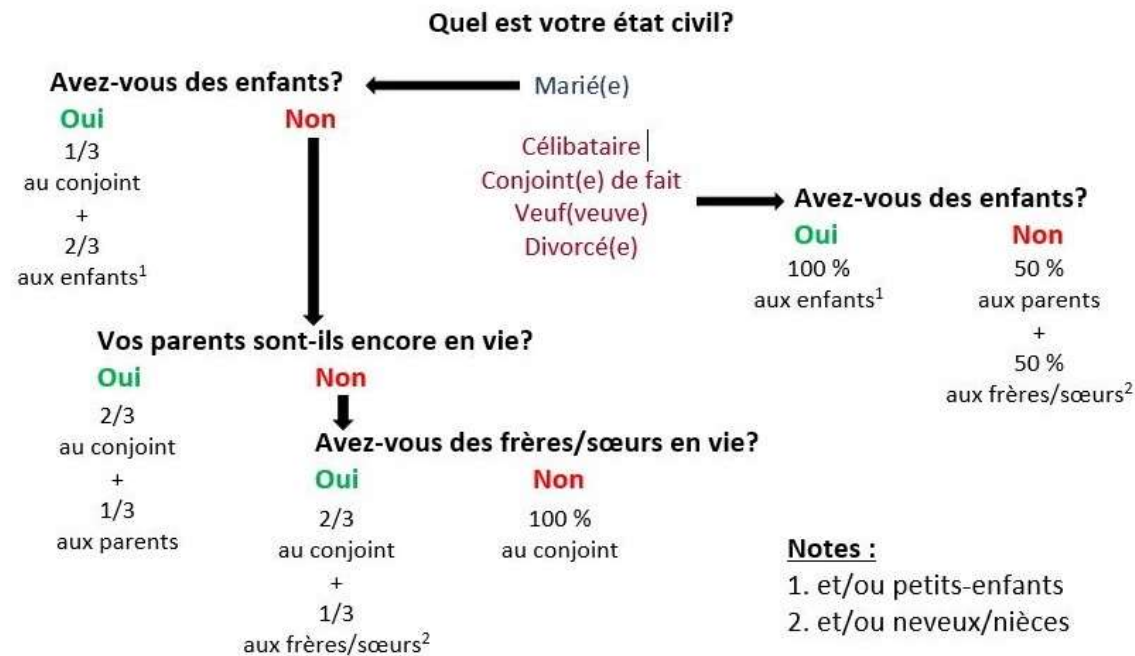 Quel est votre état civil?
Avez-vous des enfants?
Oui
1/3
au conjoint
+
2/3
aux enfants¹
Non
Marié(e)
Célibataire
Conjoint(e) de fait
Veuf(veuve)
Divorcé(e)
Avez-vous des enfants?
Oui
100 %
aux enfants¹
Non
50 %
aux parents
+
50 %
aux frères/sœurs²
Vos parents sont-ils encore en vie?
Oui
2/3
au conjoint
+
1/3
aux parents
Non
Avez-vous des frères/sœurs en vie?
Oui
2/3
au conjoint
+
1/3
aux frères/sœurs²
Non
100 %
au conjoint
Notes :
1. et/ou petits-enfants
2. et/ou neveux/nièces